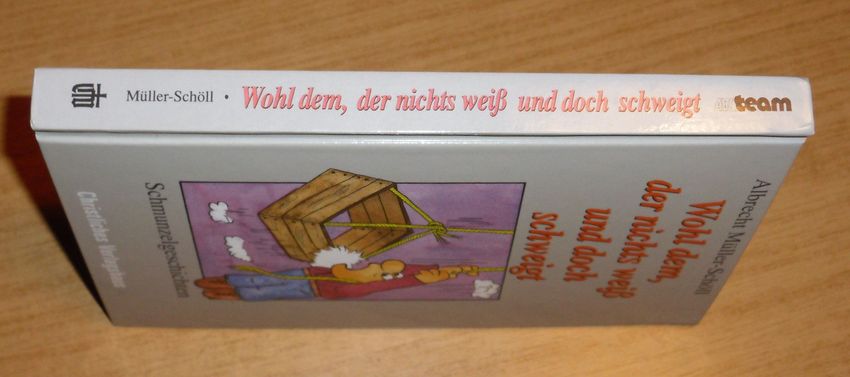 Müller-Schöll · Wohl dem, der nichts weiß und doch schweigt team
Albrecht Müller-Schöll
Wohl dem,
der nichts weiß
und doch
schweigt
Schmunzelgeschichten
Christliches Verlagshaus